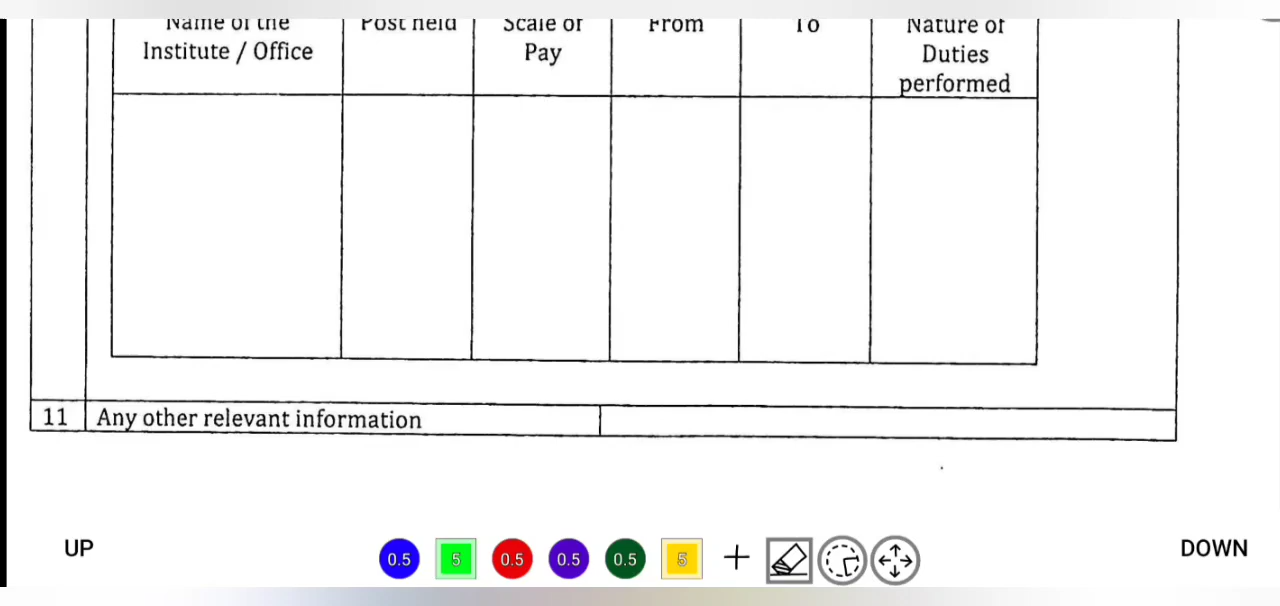 Name of the Post held Scale of From To Nature of
Institute / Office Pay Duties
performed
11 Any other relevant information
UP 0.5 5 0.5 0.5 0.5 5 DOWN